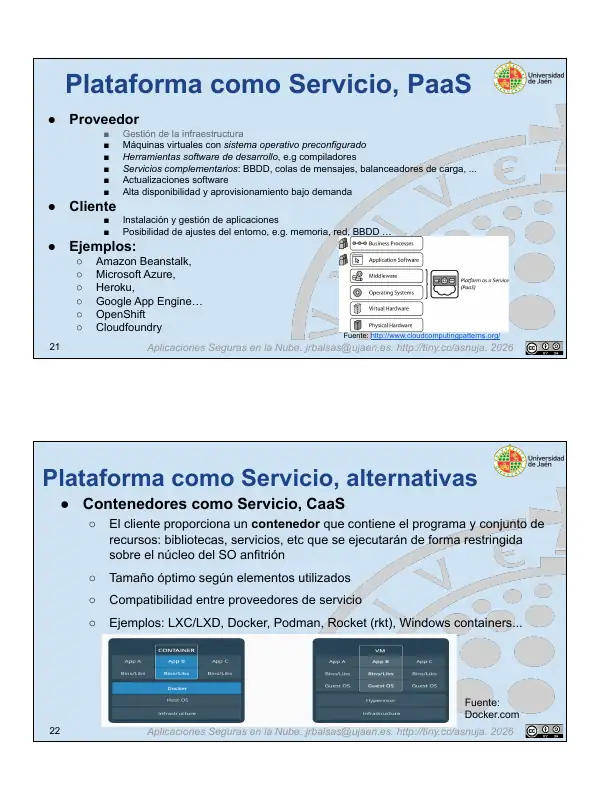 Plataforma como Servicio, PaaS
Universidad
de Jaén
● Proveedor
■ Gestión de la infraestructura
■ Máquinas virtuales con sistema operativo preconfigurado
■ Herramientas software de desarrollo, e.g compiladores
■ Servicios complementarios: BBDD, colas de mensajes, balanceadores de carga, ...
■ Actualizaciones software
■ Alta disponibilidad y aprovisionamiento bajo demanda
● Cliente
■ Instalación y gestión de aplicaciones
■ Posibilidad de ajustes del entorno, e.g. memoria, red, BBDD …
● Ejemplos:
○ Amazon Beanstalk,
○ Microsoft Azure,
○ Heroku,
○ Google App Engine…
○ OpenShift
○ Cloudfoundry
Business Processes
Application Software
Middleware
Operating Systems
Virtual Hardware
Physical Hardware
Platform as a Service
(PaaS)
Fuente: http://www.cloudcomputingpatterns.org/
21
Aplicaciones Seguras en la Nube. jrbalsas@ujaen.es. http://tiny.cc/asnuja. 2026
Plataforma como Servicio, alternativas
Universidad
de Jaén
● Contenedores como Servicio, CaaS
○ El cliente proporciona un contenedor que contiene el programa y conjunto de
recursos: bibliotecas, servicios, etc que se ejecutarán de forma restringida
sobre el núcleo del SO anfitrión
○ Tamaño óptimo según elementos utilizados
○ Compatibilidad entre proveedores de servicio
○ Ejemplos: LXC/LXD, Docker, Podman, Rocket (rkt), Windows containers...
CONTAINER
App A App B App C
Bins/Libs Bins/Libs Bins/Libs
Docker
Host OS
Infrastructure
VM
App A App B App C
Bins/Libs Bins/Libs Bins/Libs
Guest OS Guest OS Guest OS
Hypervisor
Infrastructure
Fuente:
Docker.com
22
Aplicaciones Seguras en la Nube. jrbalsas@ujaen.es. http://tiny.cc/asnuja. 2026